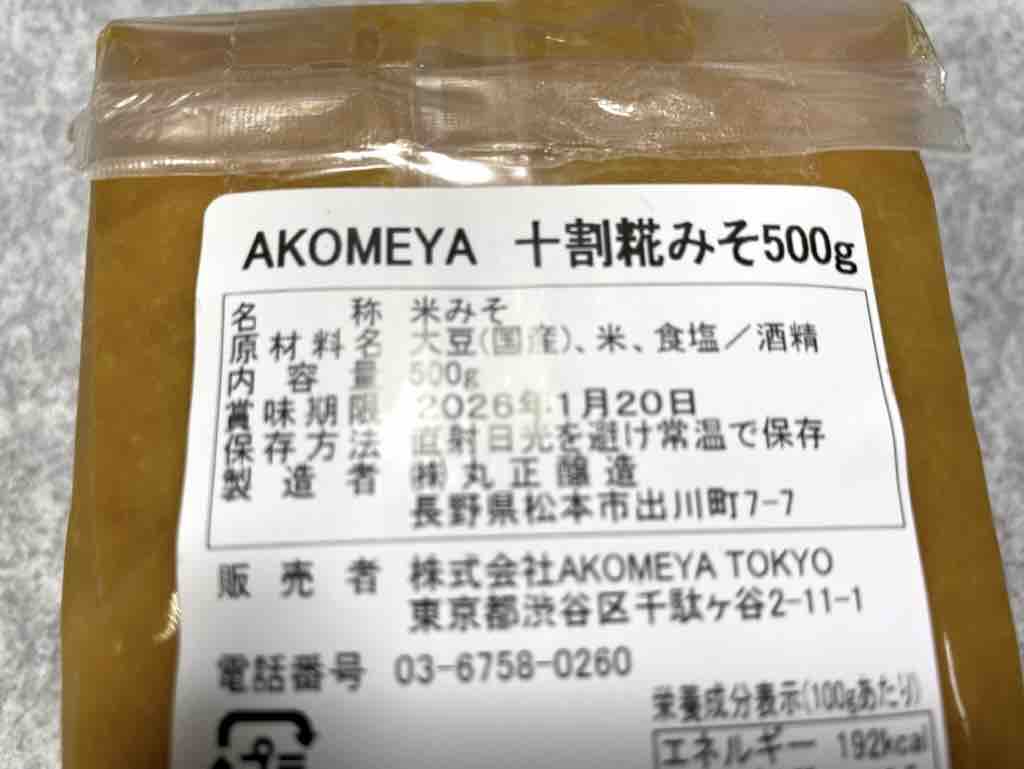 AKOMEYA 十割糀みそ500g
名称 米みそ
原材料名 大豆(国産)、米、食塩／酒精
内容量 500g
賞味期限 2026年1月20日
保存方法 直射日光を避け常温で保存
製造者 ㈱丸正醸造
長野県松本市出川町7-7
販売者 株式会社AKOMEYA TOKYO
東京都渋谷区千駄ヶ谷2-11-1
電話番号 03-6758-0260
栄養成分表示(100gあたり)
エネルギー 192kcal
プラ